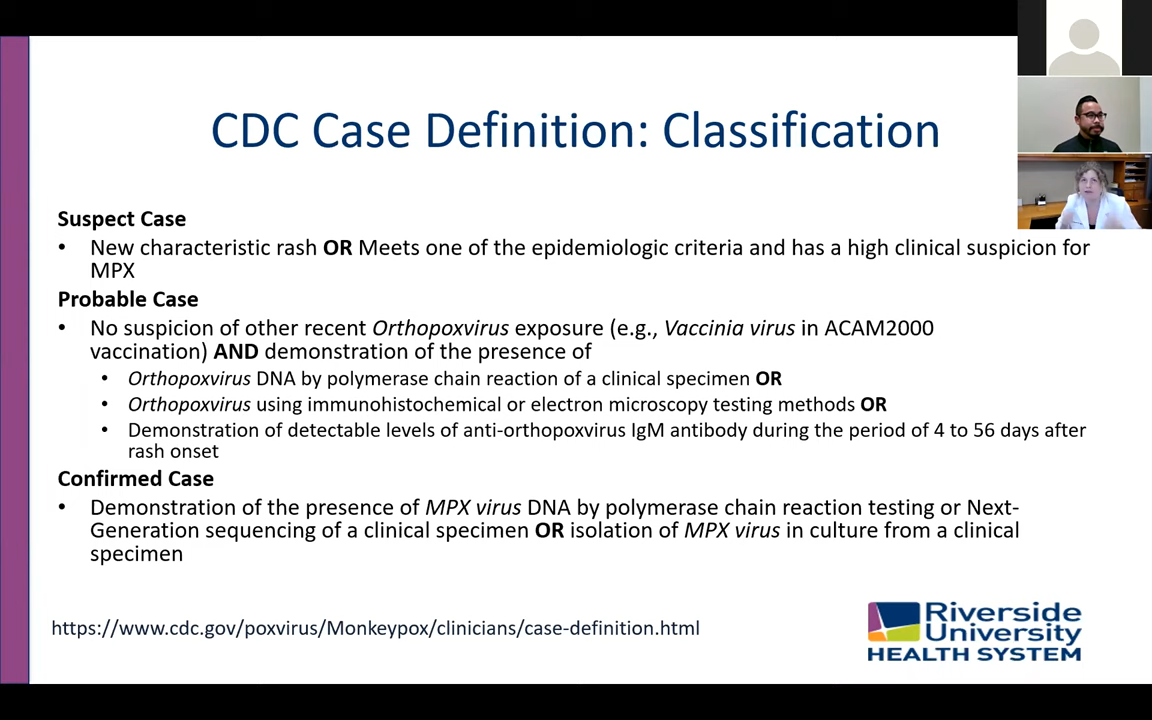 CDC Case Definition: Classification
Suspect Case
• New characteristic rash OR Meets one of the epidemiologic criteria and has a high clinical suspicion for
MPX
Probable Case
• No suspicion of other recent Orthopoxvirus exposure (e.g., Vaccinia virus in ACAM2000
vaccination) AND demonstration of the presence of
• Orthopoxvirus DNA by polymerase chain reaction of a clinical specimen OR
• Orthopoxvirus using immunohistochemical or electron microscopy testing methods OR
• Demonstration of detectable levels of anti-orthopoxvirus IgM antibody during the period of 4 to 56 days after
rash onset
Confirmed Case
• Demonstration of the presence of MPX virus DNA by polymerase chain reaction testing or Next-
Generation sequencing of a clinical specimen OR isolation of MPX virus in culture from a clinical
specimen
https://www.cdc.gov/poxvirus/Monkeypox/clinicians/case-definition.html
Riverside
University
HEALTH SYSTEM